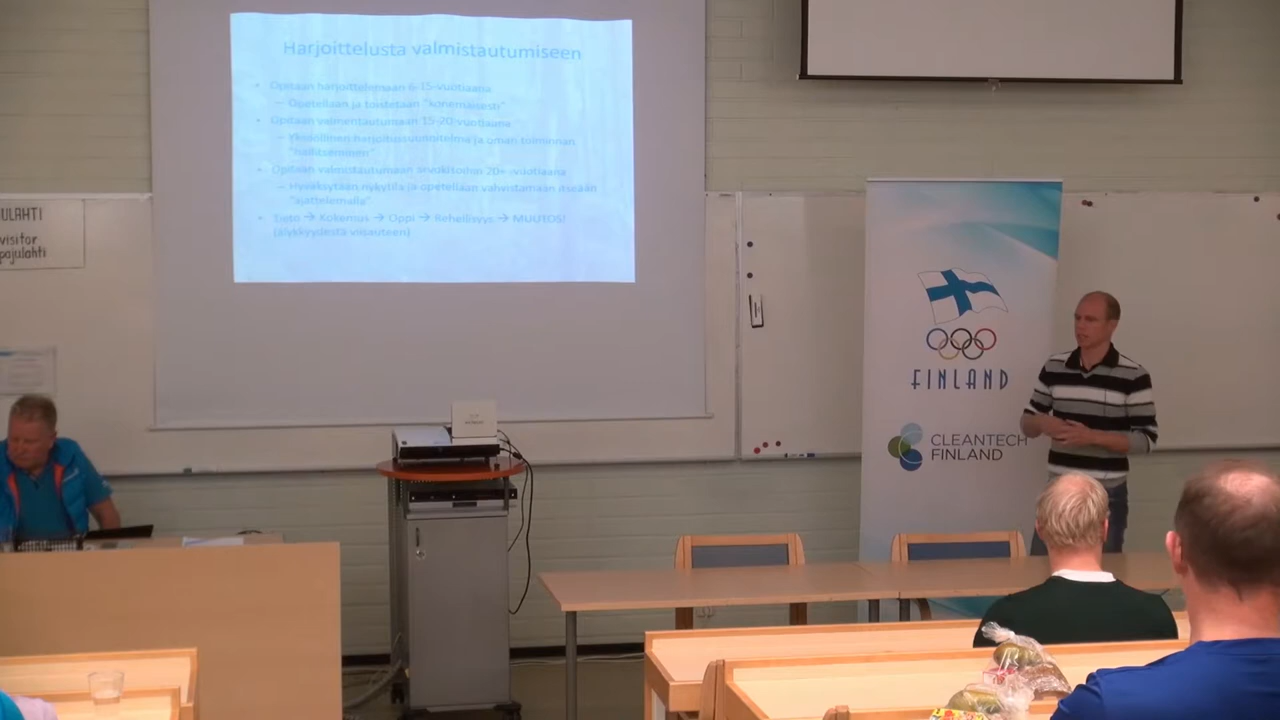 Harjoittelusta valmistautumiseen
• Opitaan harjoittelemaan 6-15-vuotiaana
– Opetellaan ja toistetaan "konemaisesti"
• Opitaan valmentautumaan 15-20-vuotiaana
– Yksilöllinen harjoitussuunnitelma ja oman toiminnan
"hallitseminen"
• Opitaan valmistautumaan arvokisoihin 20+ -vuotiaana
– Hyväksytään nykytila ja opetellaan vahvistamaan itseään
"ajattelemalla"
• Tieto → Kokemus → Oppi → Rehellisyys → MUUTOS!
(älykkyydestä viisauteen)
ULAHTI
visitor
pajulahti
FINLAND
CLEANTECH
FINLAND